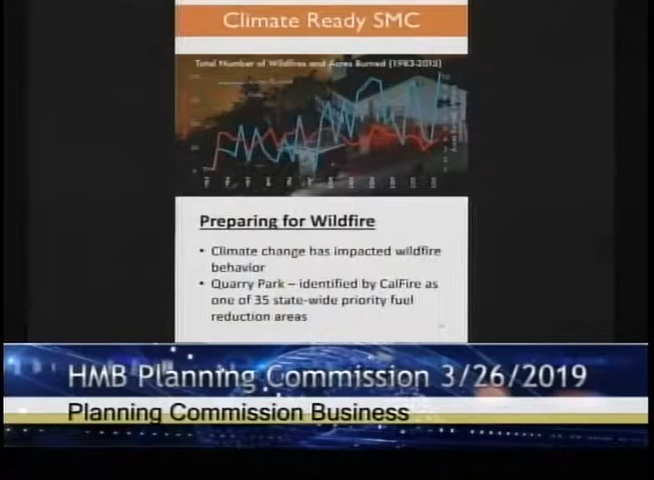 Climate Ready SMC
Total Number of Wildfires and Acres Burned (1983-2015)
Preparing for Wildfire
• Climate change has impacted wildfire
behavior
• Quarry Park – identified by CalFire as
one of 35 state-wide priority fuel
reduction areas
HMB Planning Commission 3/26/2019
Planning Commission Business